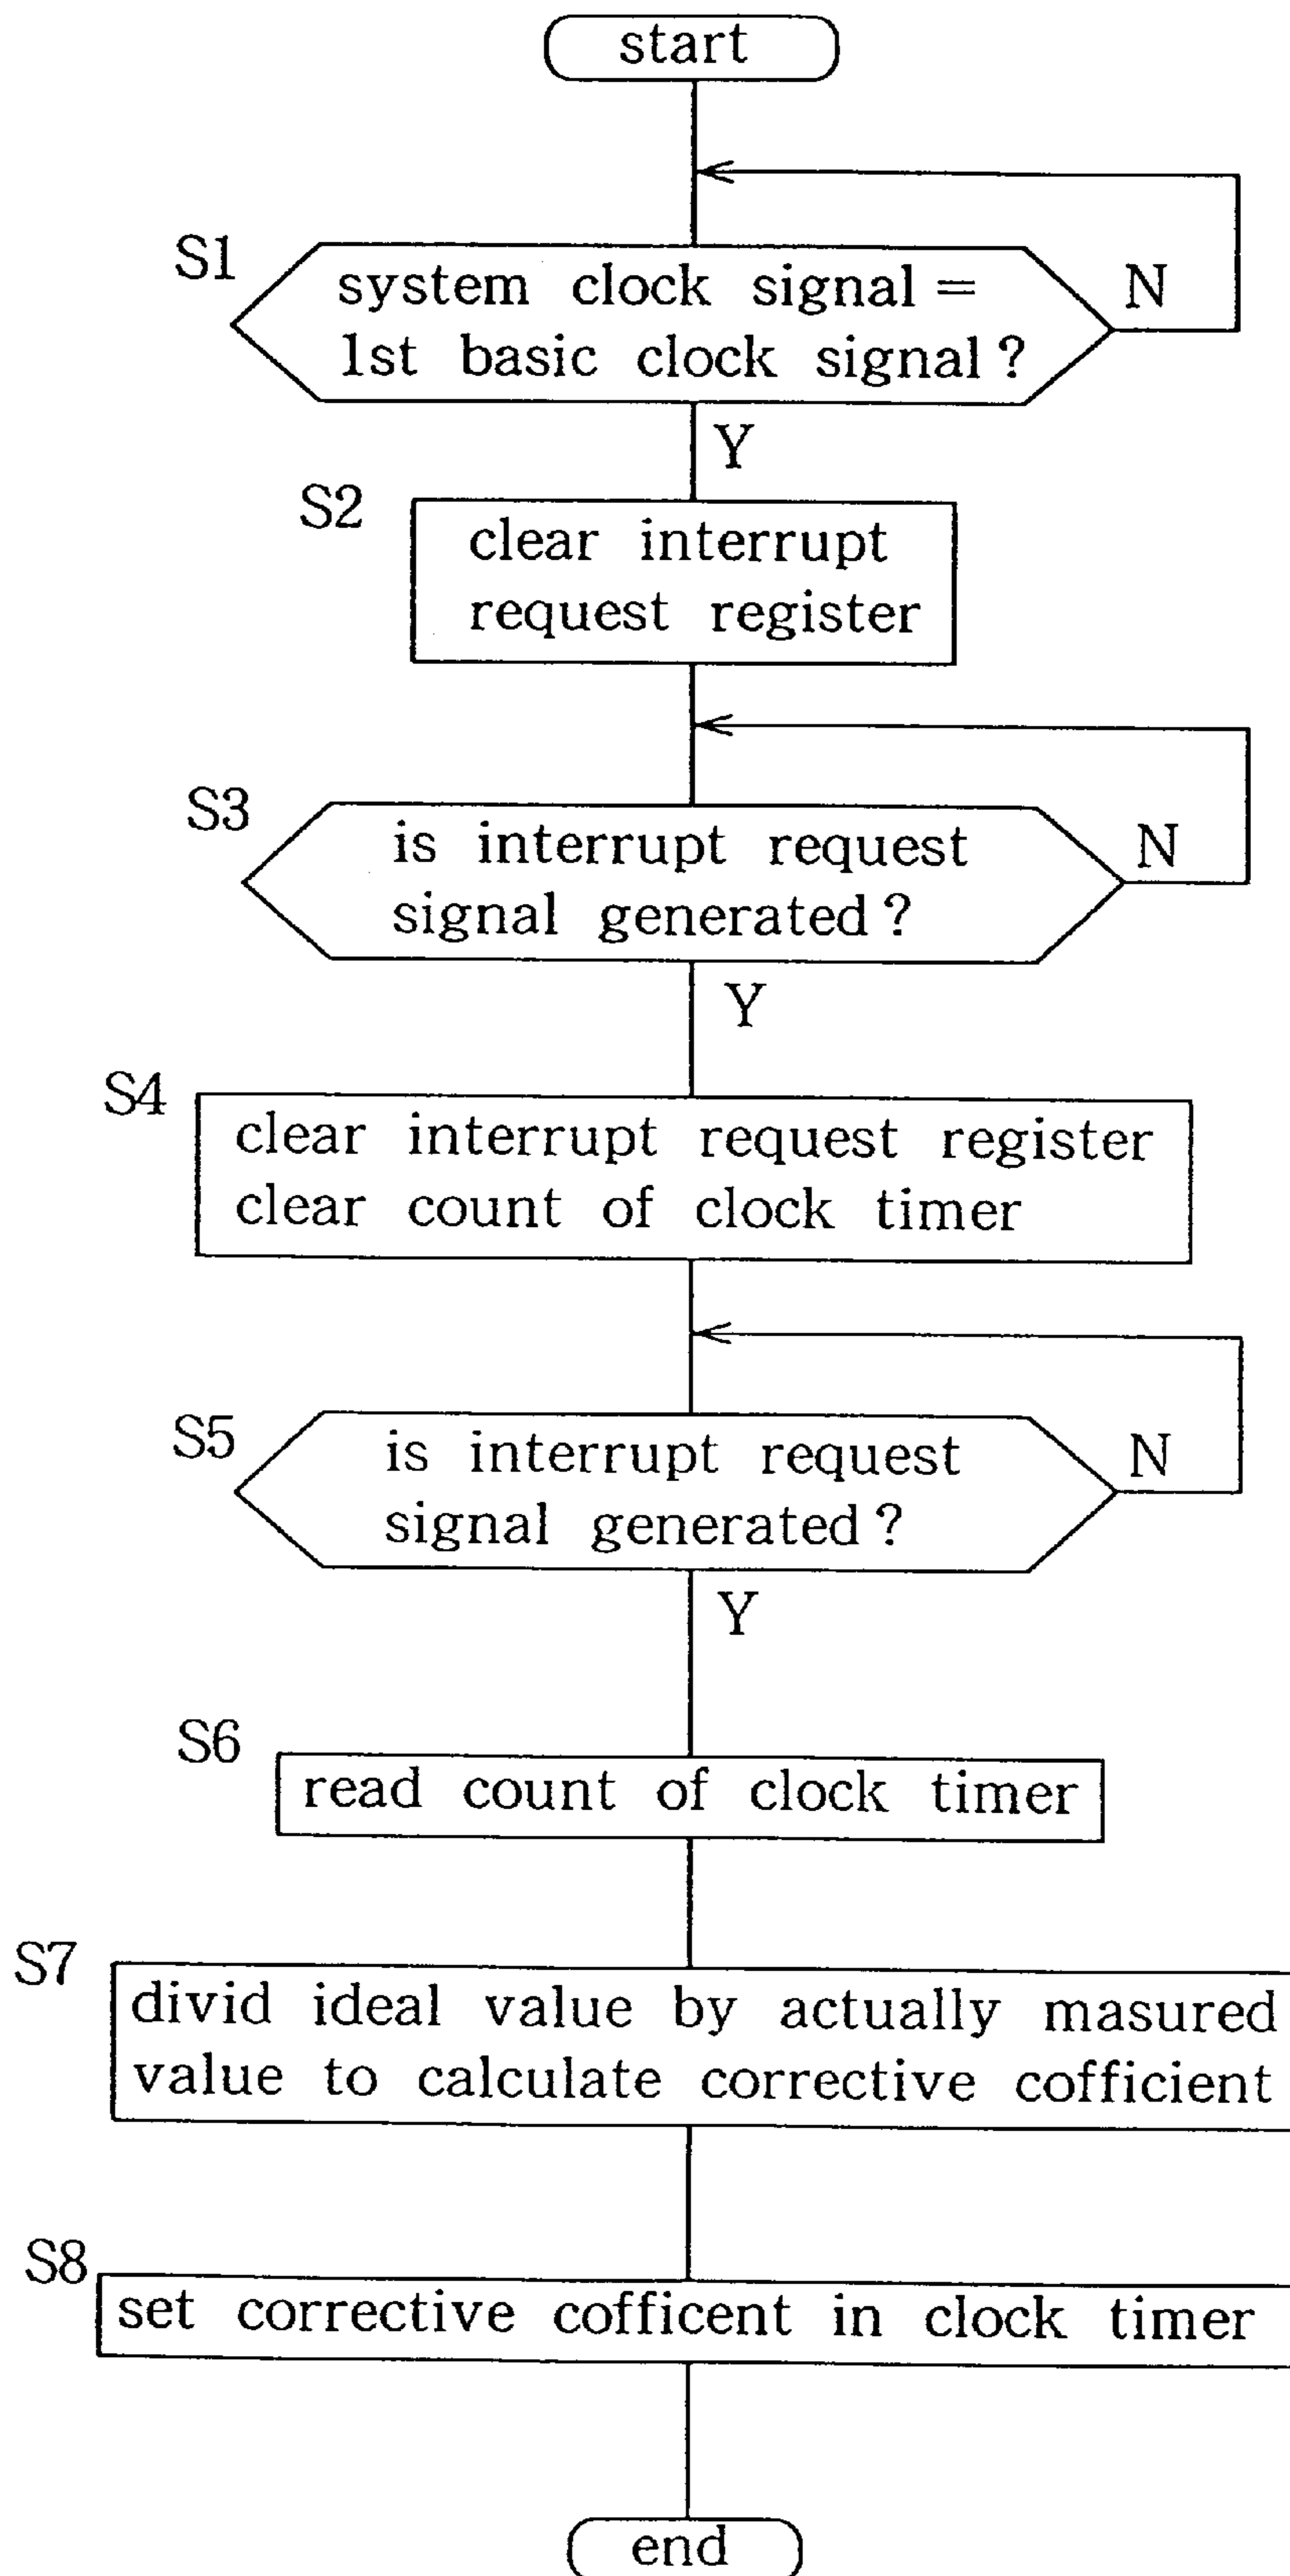 start
S1
system clock signal =
1st basic clock signal ?
N
Y
S2
clear interrupt
request register
S3
is interrupt request
signal generated ?
N
Y
S4
clear interrupt request register
clear count of clock timer
S5
is interrupt request
signal generated ?
N
Y
S6
read count of clock timer
S7
divid ideal value by actually masured
value to calculate corrective cofficient
S8
set corrective cofficent in clock timer
end